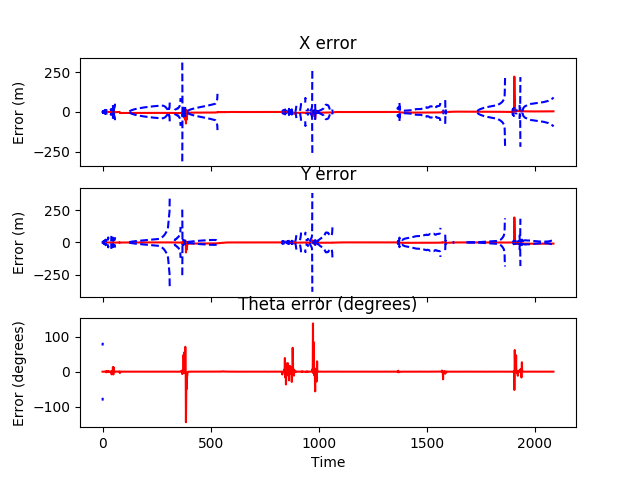 X error
250
0
−250
Error (m)
Y error
250
0
−250
Error (m)
Theta error (degrees)
100
0
−100
Error (degrees)
0 500 1000 1500 2000
Time